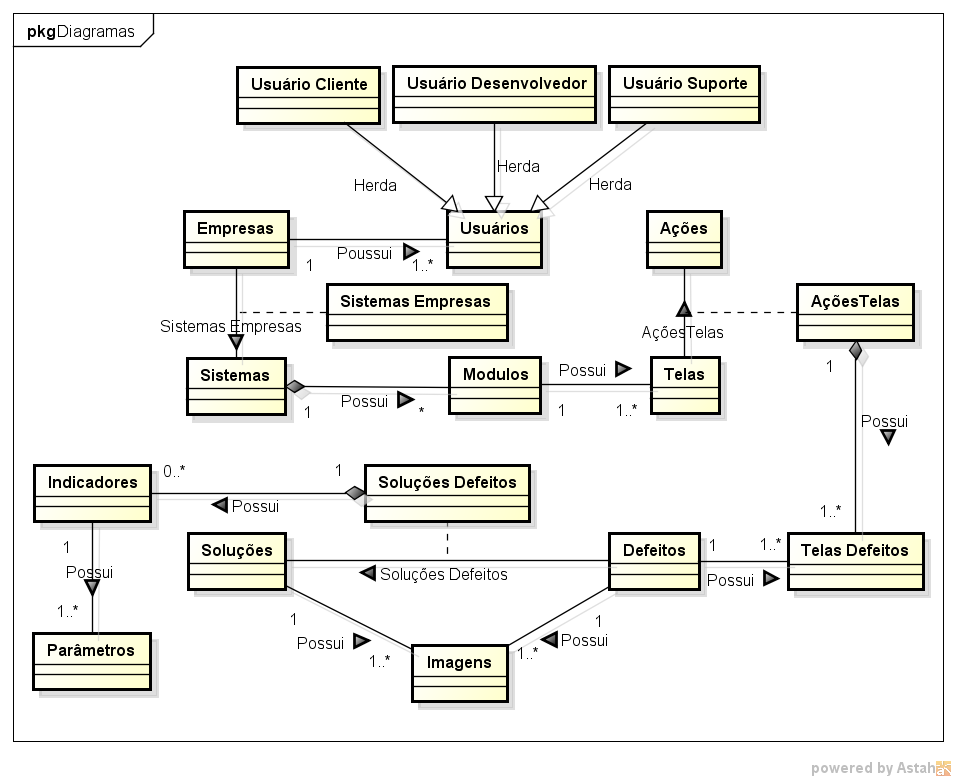 pkg Diagramas
Usuário Cliente
Usuário Desenvolvedor
Usuário Suporte
Herda
Herda
Herda
Empresas
Usuários
Ações
1
Poussui
1..*
Sistemas Empresas
AçõesTelas
Sistemas Empresas
AçõesTelas
Sistemas
Modulos
Telas
1
Possui
*
Possui
1
1..*
1
Possui
1..*
Indicadores
0..*
1
Soluções Defeitos
Possui
Soluções
Defeitos
1
1..*
Telas Defeitos
Possui
Soluções Defeitos
1
Possui
1..*
Parâmetros
1
Possui
1..*
Imagens
1
Possui
1..*
powered by Astah